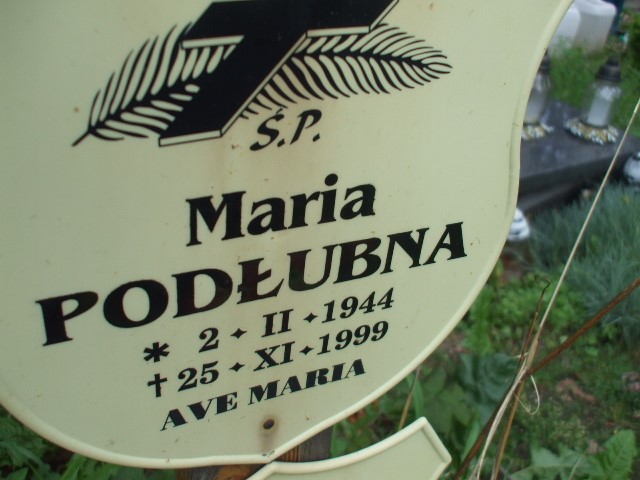 Ś.P.
Maria
PODŁUBNA
* 2 ✦ II ✦ 1944
✝ 25 ✦ XI ✦ 1999
AVE MARIA